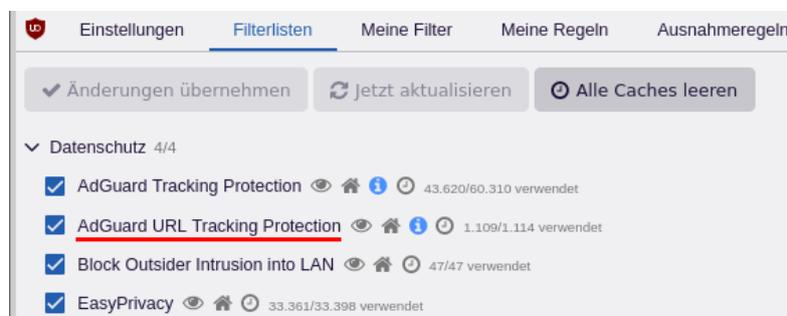 Einstellungen Filterlisten Meine Filter Meine Regeln Ausnahmeregeln
Änderungen übernehmen Jetzt aktualisieren Alle Caches leeren
Datenschutz 4/4
AdGuard Tracking Protection 43.620/60.310 verwendet
AdGuard URL Tracking Protection 1.109/1.114 verwendet
Block Outsider Intrusion into LAN 47/47 verwendet
EasyPrivacy 33.361/33.398 verwendet